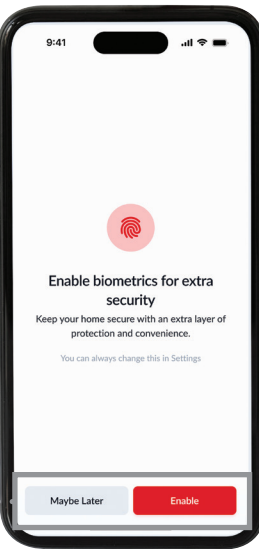 9:41
Enable biometrics for extra
security
Keep your home secure with an extra layer of
protection and convenience.
You can always change this in Settings
Maybe Later
Enable